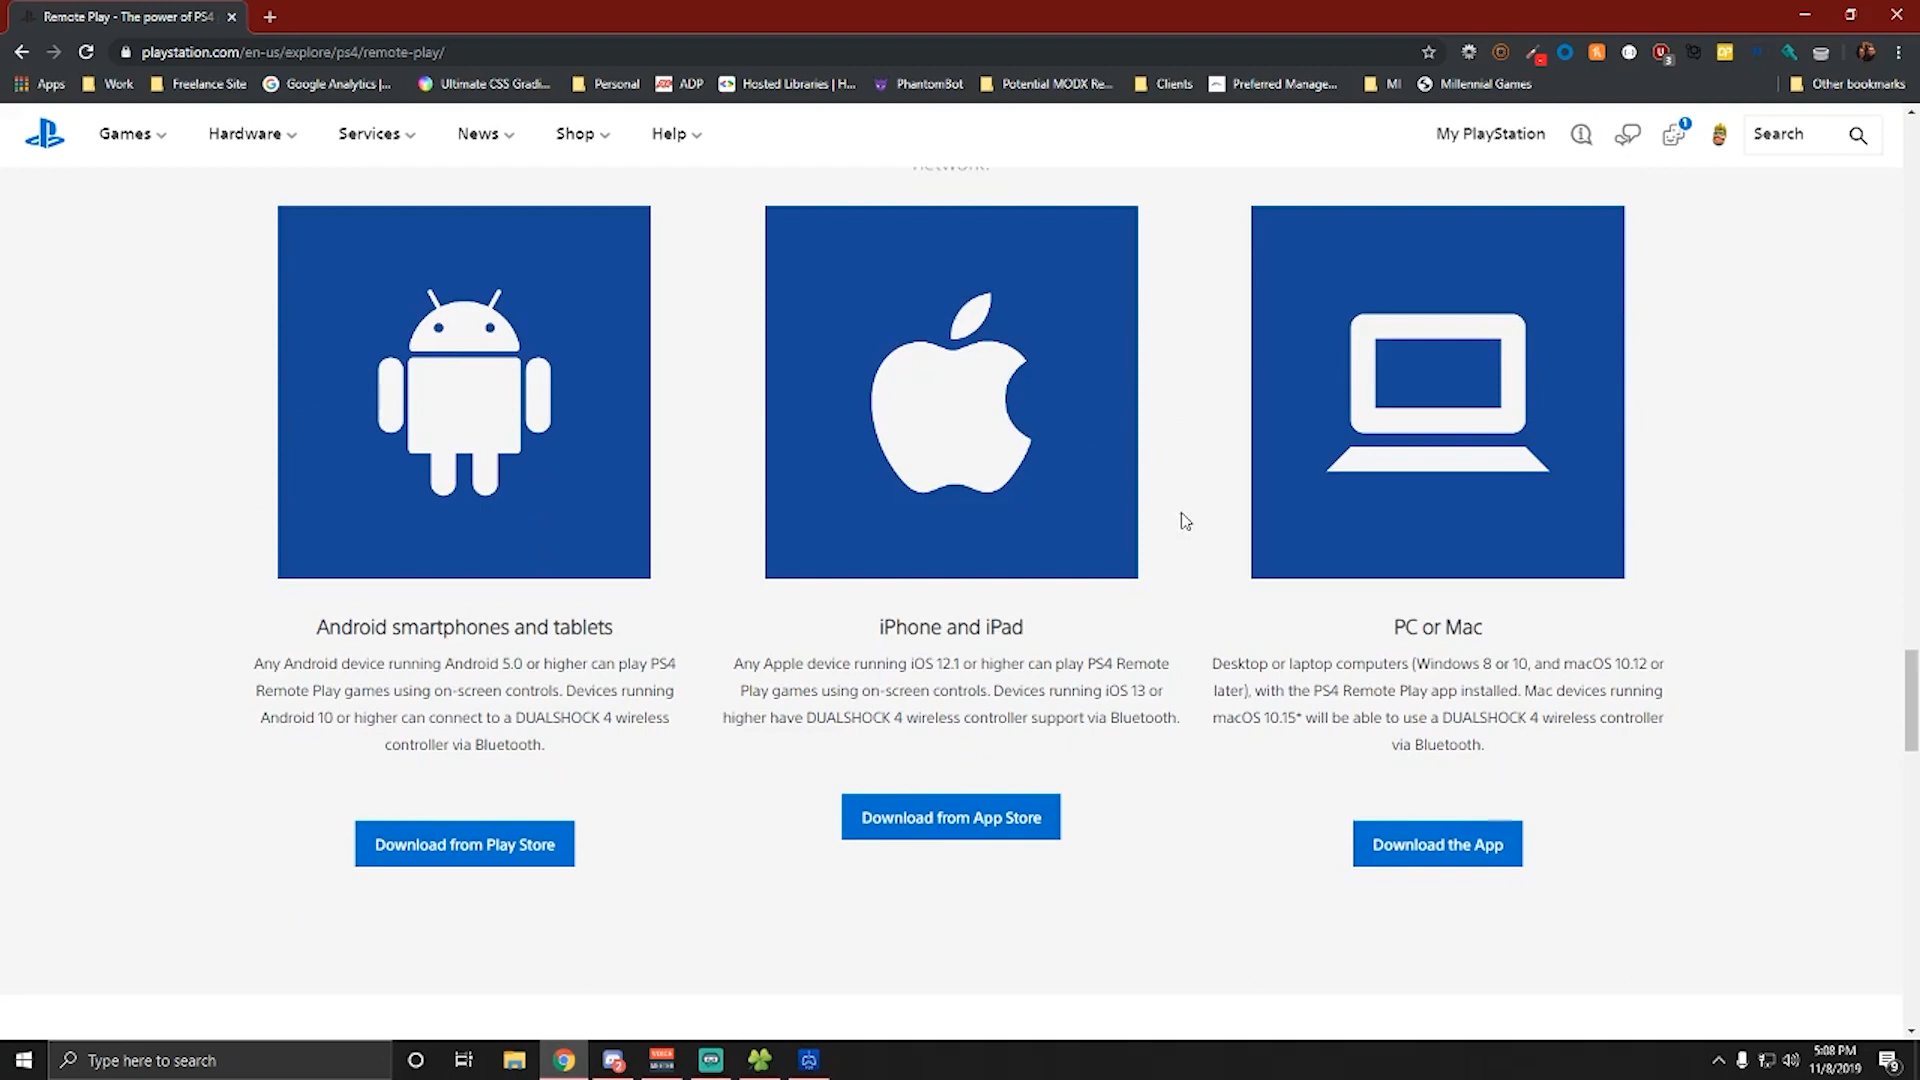 Remote Play - The power of PS4
playstation.com/en-us/explore/ps4/remote-play/
3
Apps Work Freelance Site Google Analytics |... Ultimate CSS Gradi... Personal ADP Hosted Libraries | H... PhantomBot Potential MODX Re... Clients Preferred Manage... MI Millennial Games Other bookmarks
Games Hardware Services News Shop Help My PlayStation 1 Search
network.
Android smartphones and tablets
Any Android device running Android 5.0 or higher can play PS4
Remote Play games using on-screen controls. Devices running
Android 10 or higher can connect to a DUALSHOCK 4 wireless
controller via Bluetooth.
Download from Play Store
iPhone and iPad
Any Apple device running iOS 12.1 or higher can play PS4 Remote
Play games using on-screen controls. Devices running iOS 13 or
higher have DUALSHOCK 4 wireless controller support via Bluetooth.
Download from App Store
PC or Mac
Desktop or laptop computers (Windows 8 or 10, and macOS 10.12 or
later), with the PS4 Remote Play app installed. Mac devices running
macOS 10.15* will be able to use a DUALSHOCK 4 wireless controller
via Bluetooth.
Download the App
Type here to search
2
VOICE
MEETER
5:08 PM
11/8/2019
9